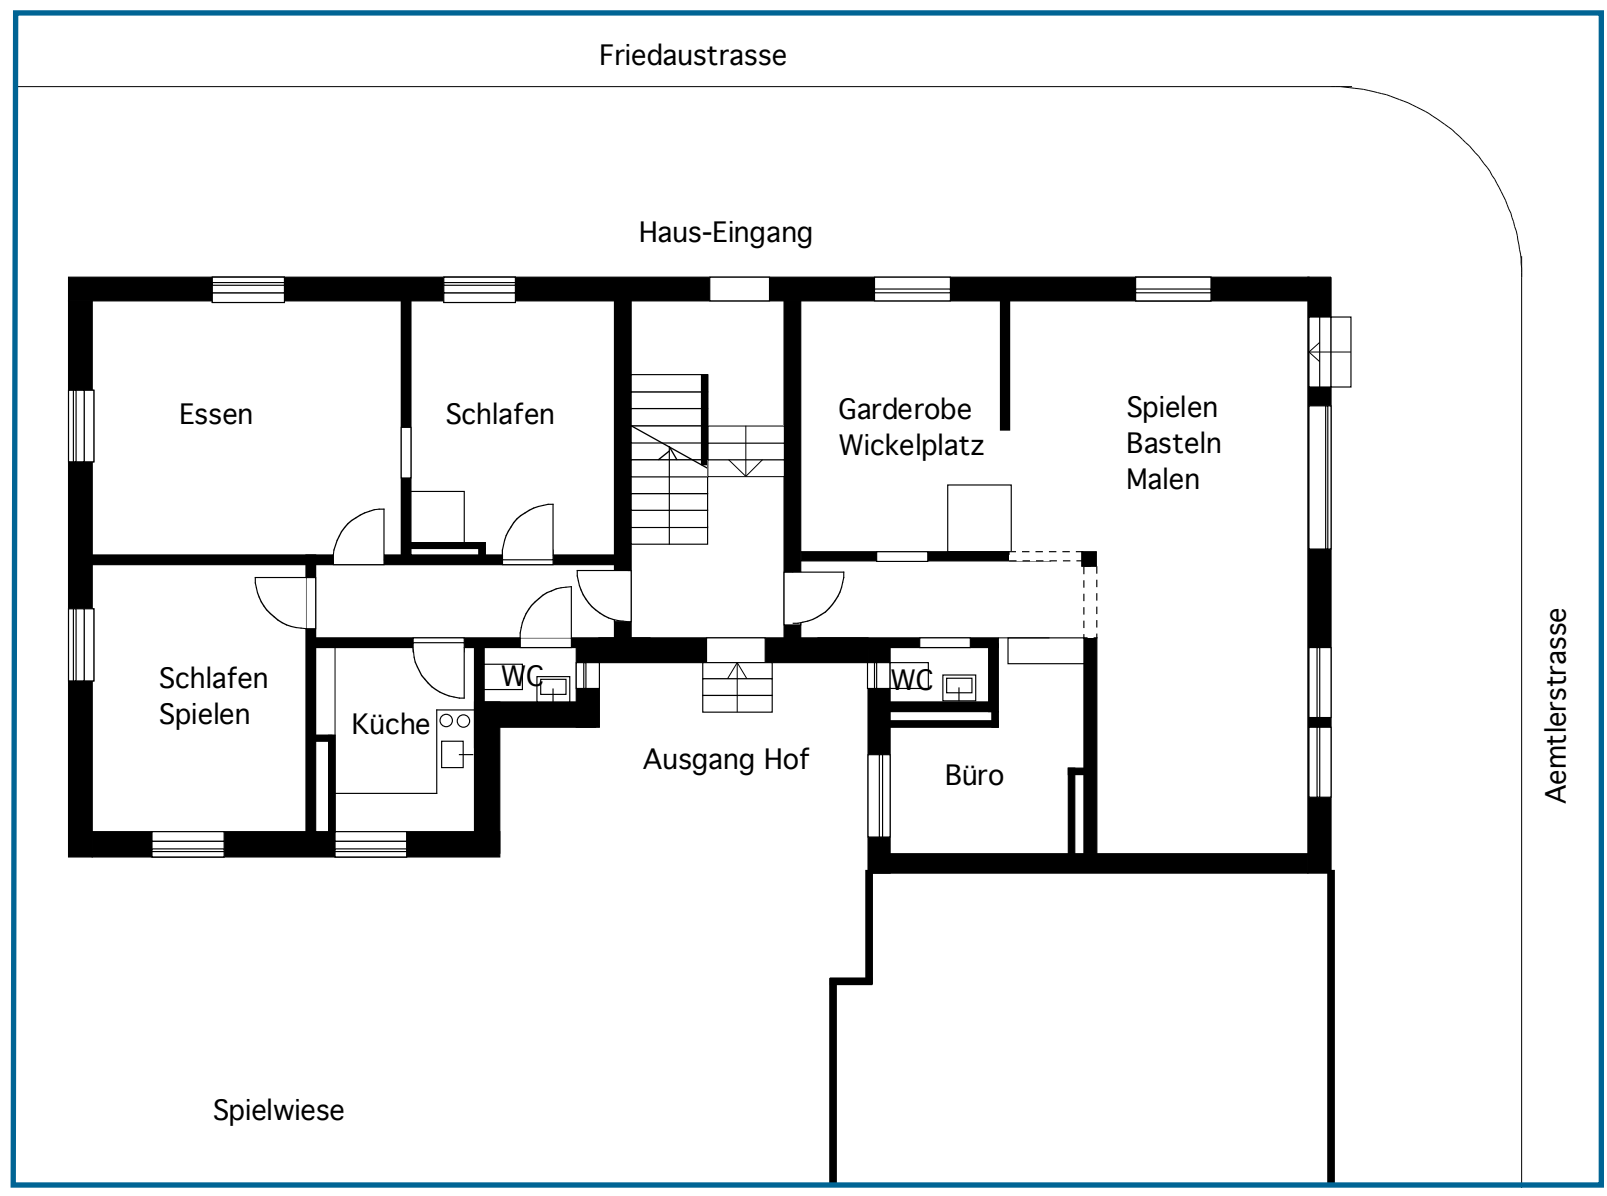 Friedaustrasse
Haus-Eingang
Essen
Schlafen
Garderobe
Wickelplatz
Spielen
Basteln
Malen
Schlafen
Spielen
Küche
WC
WC
Ausgang Hof
Büro
Aemtlerstrasse
Spielwiese